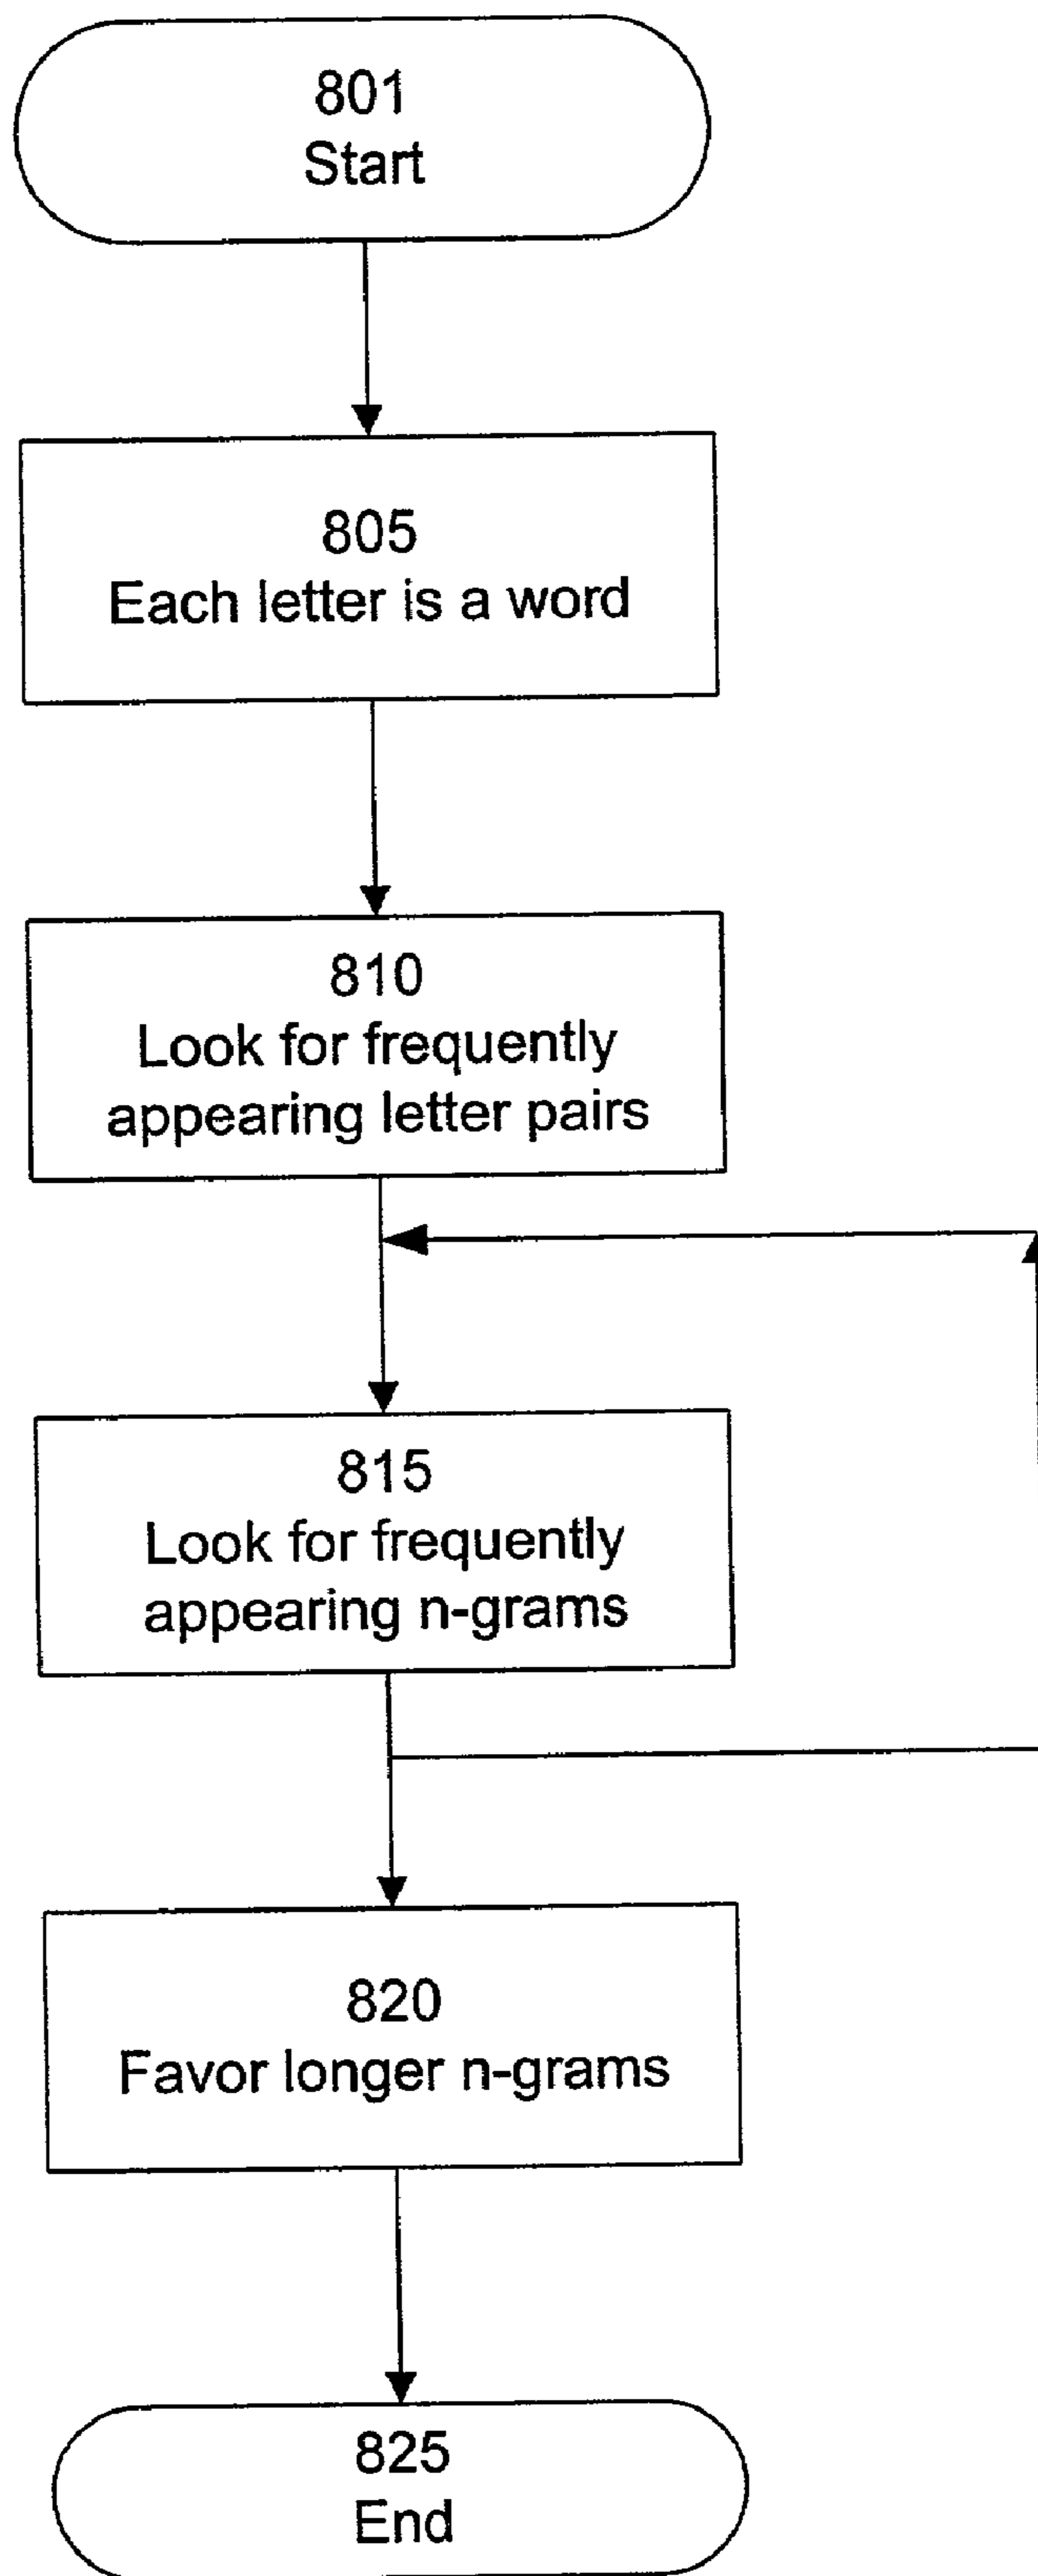 801
Start
805
Each letter is a word
810
Look for frequently
appearing letter pairs
815
Look for frequently
appearing n-grams
820
Favor longer n-grams
825
End